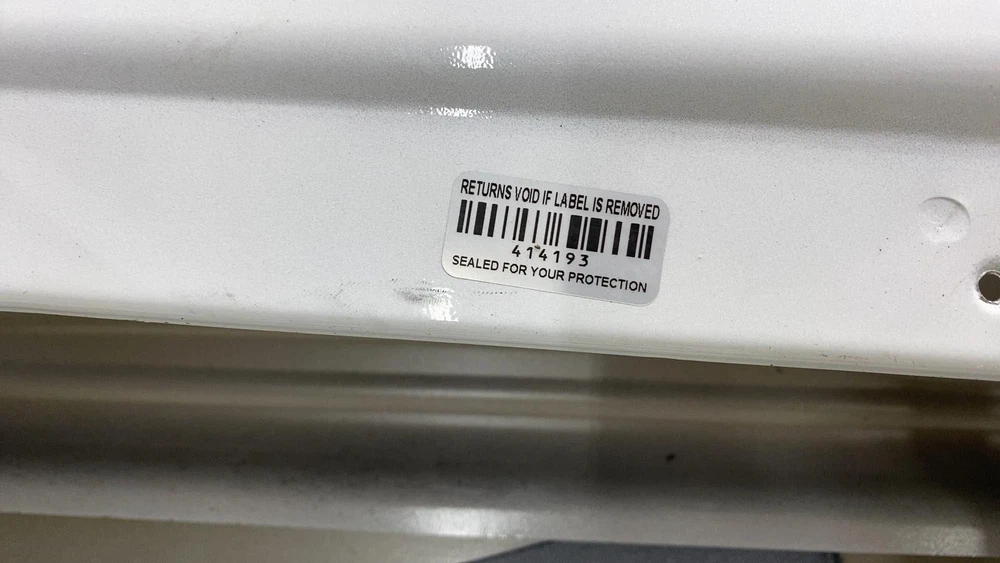 RETURNS VOID IF LABEL IS REMOVED
414193
SEALED FOR YOUR PROTECTION